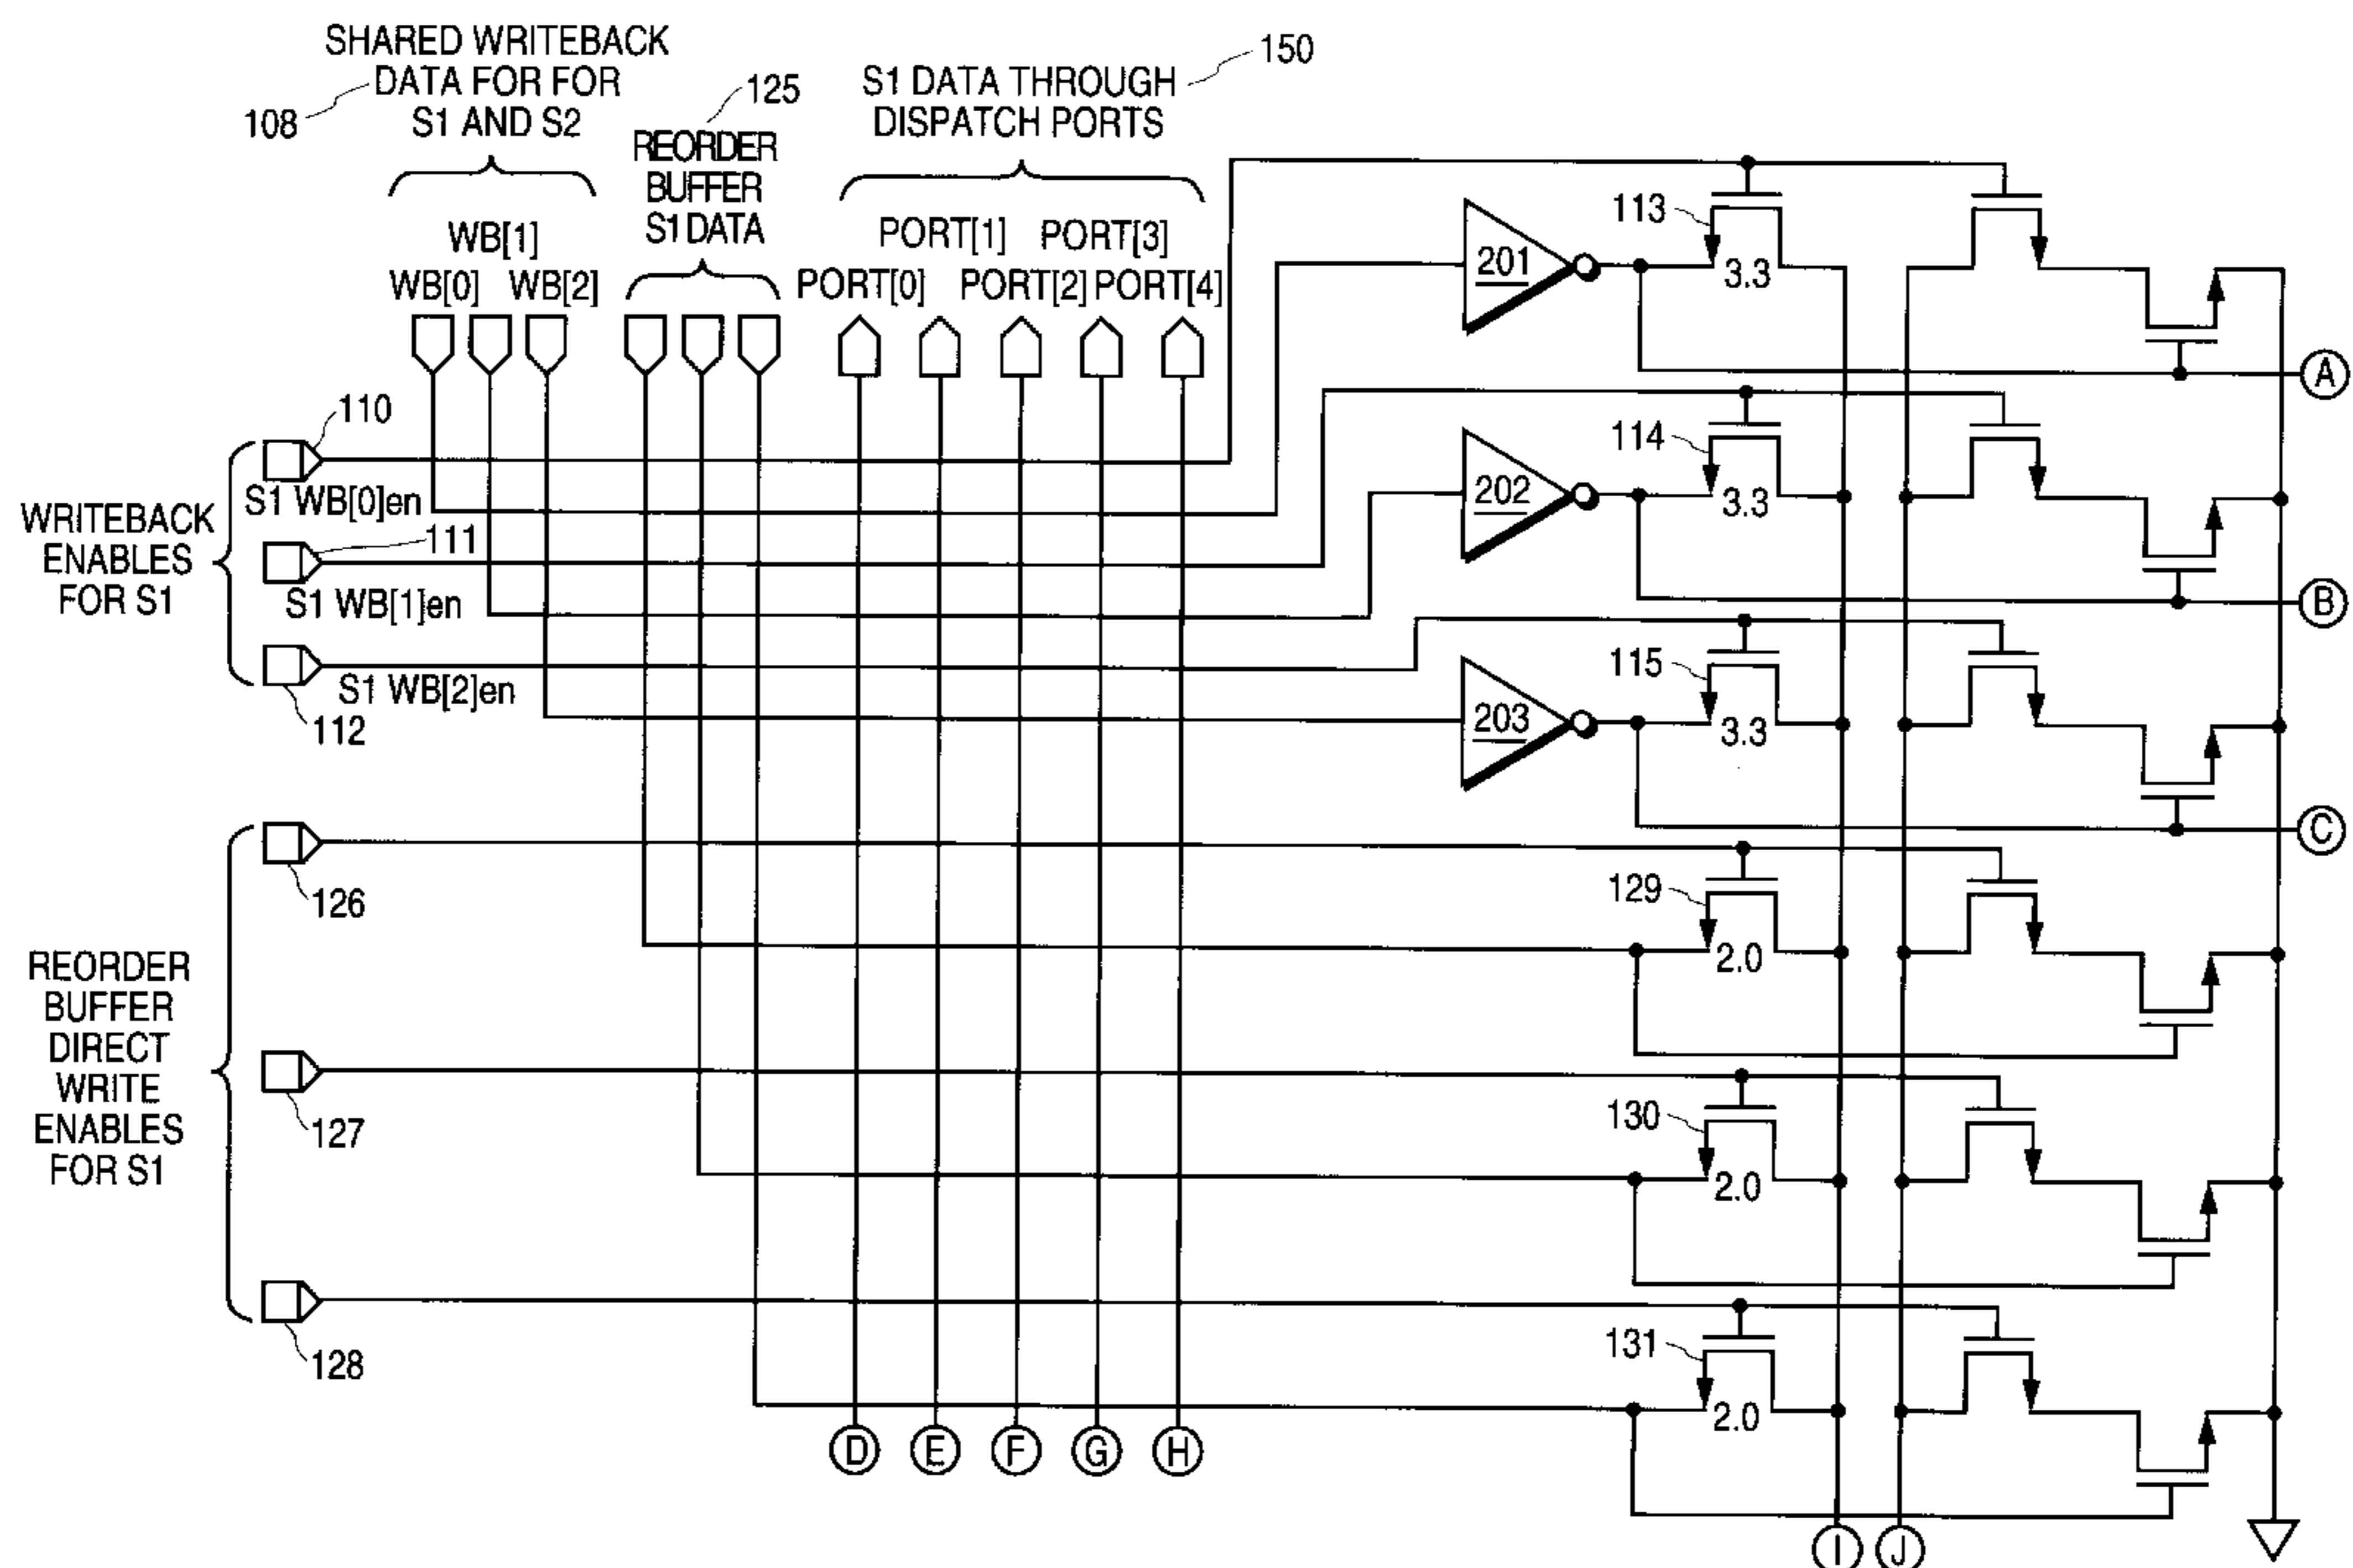 SHARED WRITEBACK
DATA FOR FOR
S1 AND S2
108
125
REORDER
BUFFER
S1 DATA
S1 DATA THROUGH
DISPATCH PORTS
150
WB[1]
WB[0] WB[2]
PORT[1] PORT[3]
PORT[0] PORT[2] PORT[4]
WRITEBACK
ENABLES
FOR S1
110
S1 WB[0]en
111
S1 WB[1]en
112
S1 WB[2]en
201
113
3.3
A
202
114
3.3
B
203
115
3.3
C
REORDER
BUFFER
DIRECT
WRITE
ENABLES
FOR S1
126
127
128
129
2.0
130
2.0
131
2.0
D E F G H
I J